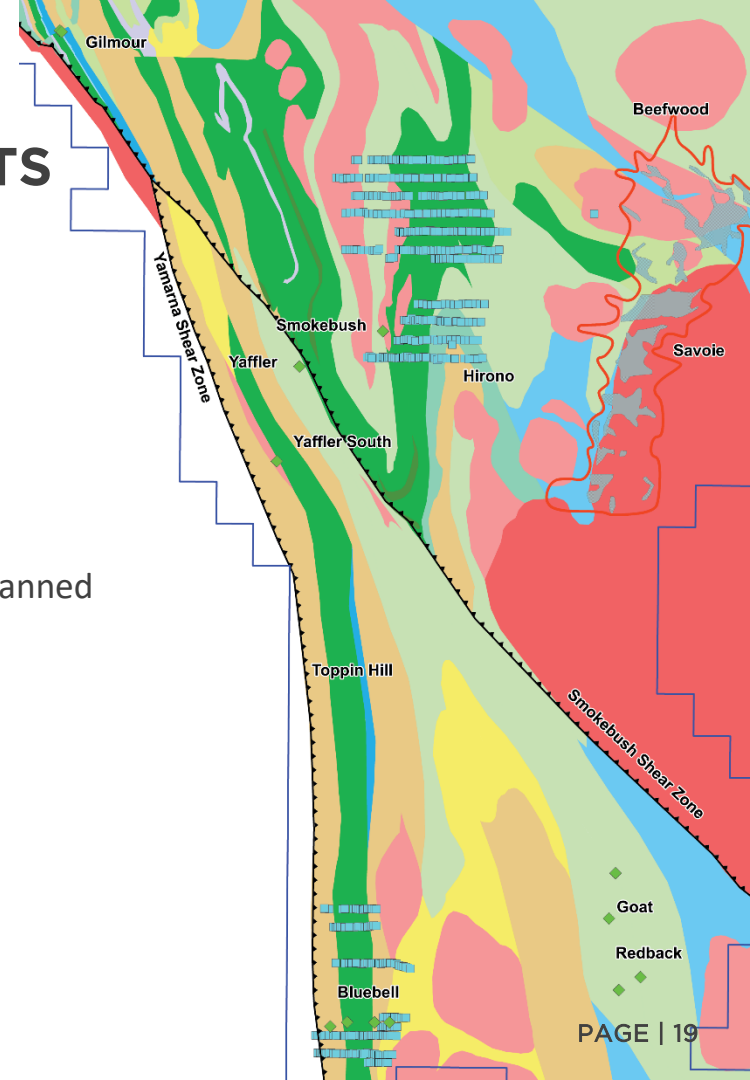 Gilmour
Beefwood
TS
Yamarna Shear Zone
Smokebush
Savoie
Yaffler
Hirono
Yaffler South
anned
Toppin Hill
Smokebush Shear Zone
Goat
Redback
Bluebell
PAGE | 19